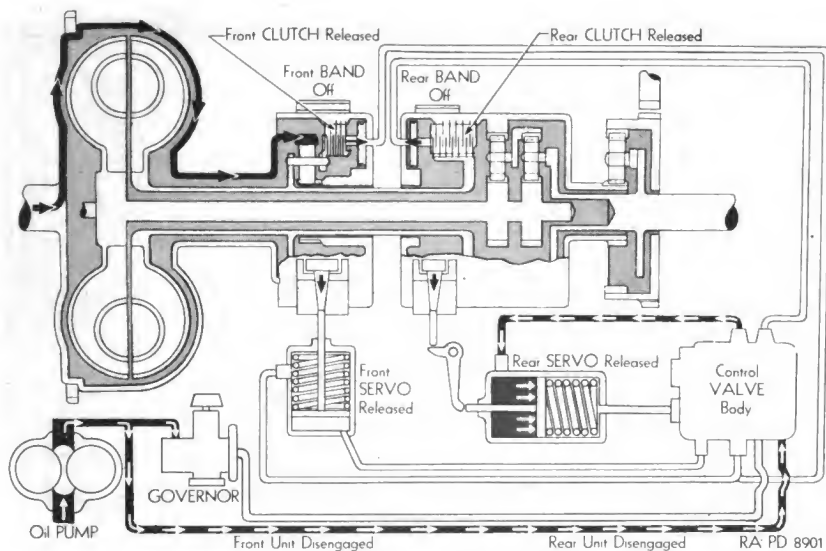 Front CLUTCH Released
Rear CLUTCH Released
Front BAND
Off
Rear BAND
Off
Front
SERVO
Released
Rear SERVO Released
Control
VALVE
Body
GOVERNOR
Oil PUMP
Front Unit Disengaged
Rear Unit Disengaged
RA PD 8901